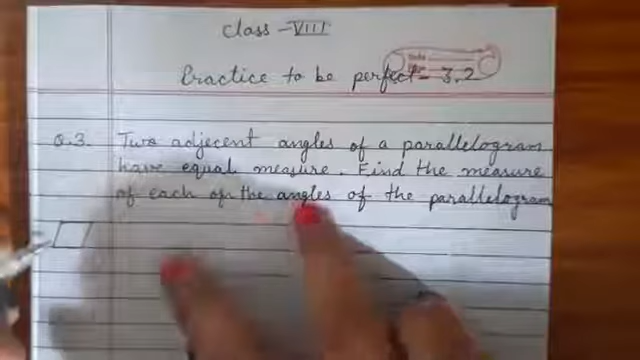 Class - VIII
Practice to be perfect - 3.2
Q.3. Two adjecent angles of a parallelogram
have equal measure. Find the measure
of each of the angles of the parallelogram